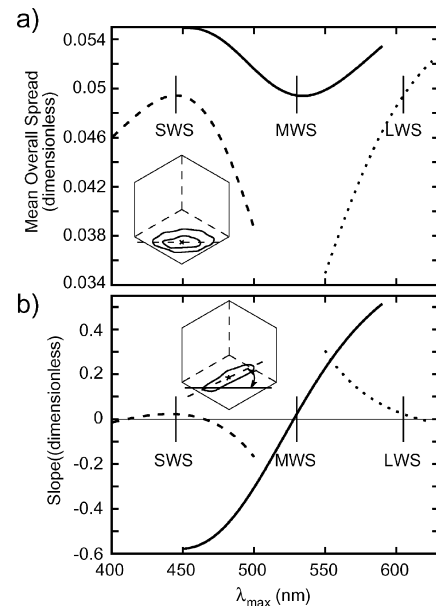 a)
Mean Overall Spread
(dimensionless)
0.054
0.05
0.046
0.042
0.038
0.034
SWS
MWS
LWS
b)
Slope((dimensionless)
0.4
0.2
0
-0.2
-0.4
-0.6
SWS
MWS
LWS
400
450
500
550
600
λmax (nm)